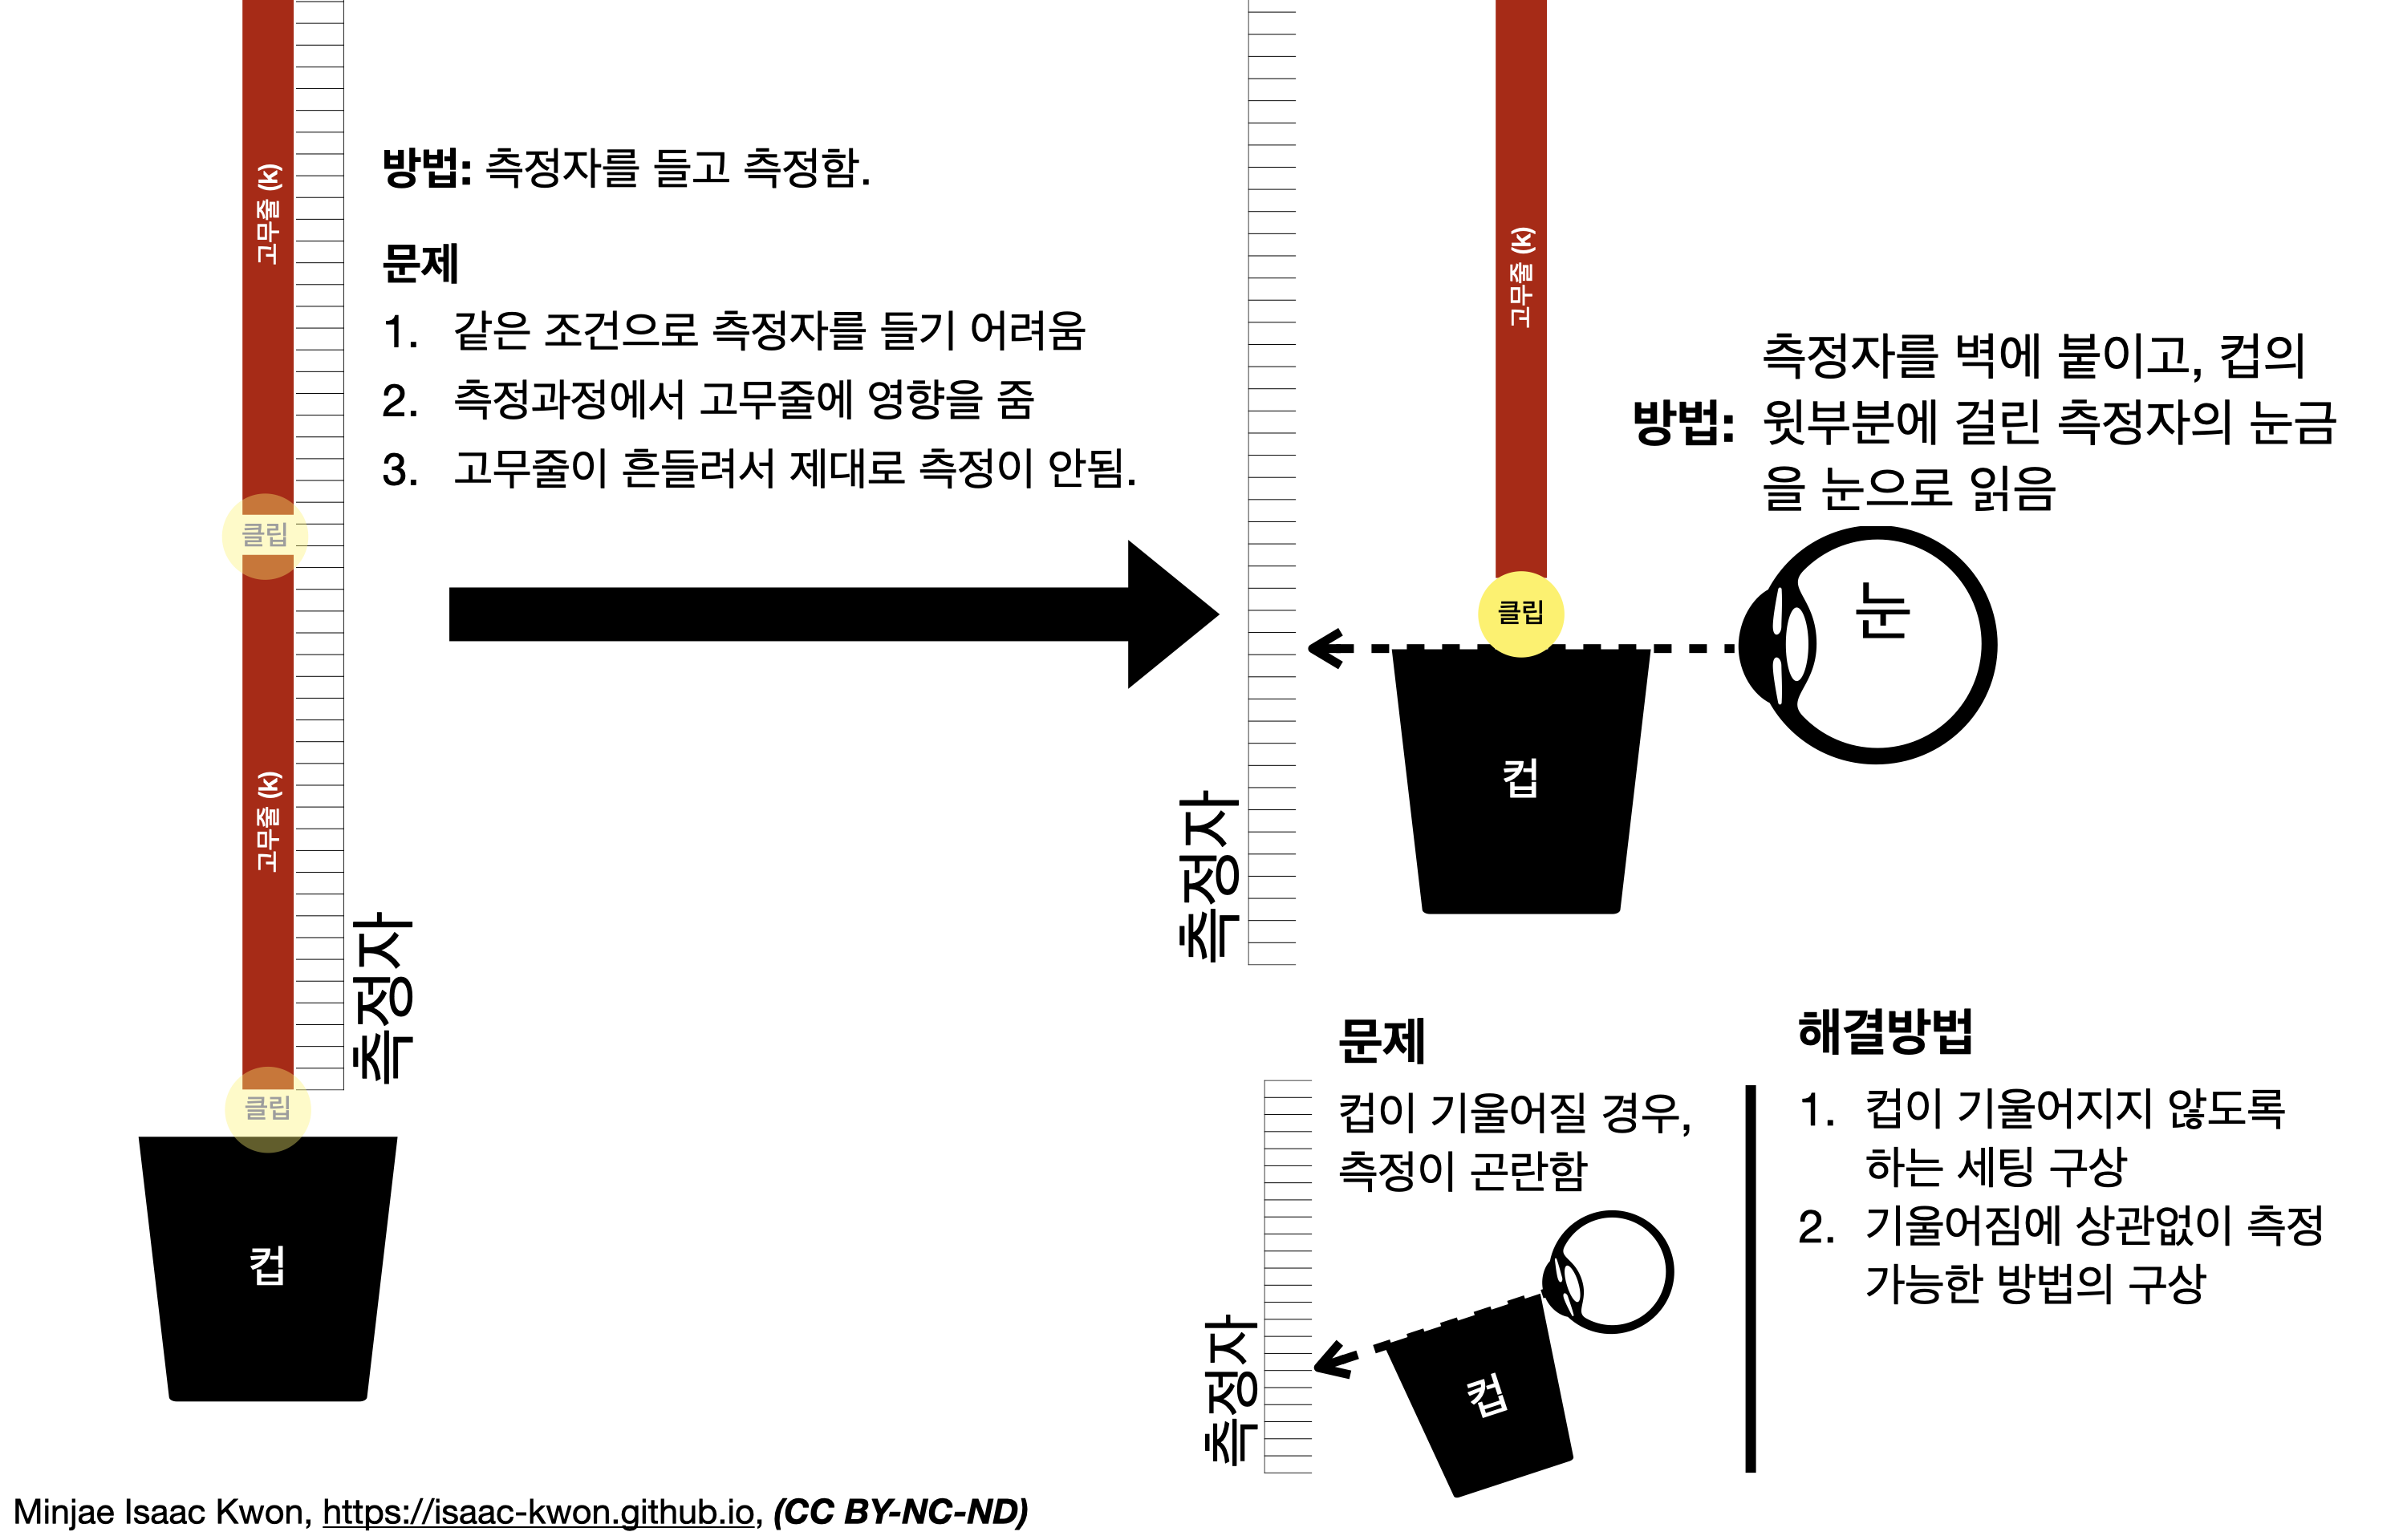 고무줄 (k)
클립
고무줄 (k)
클립
컵
측정자
방법: 측정자를 들고 측정함.
문제
1. 같은 조건으로 측정자를 들기 어려움
2. 측정과정에서 고무줄에 영향을 줌
3. 고무줄이 흔들려서 제대로 측정이 안됨.
고무줄 (k)
클립
컵
측정자
측정자를 벽에 붙이고, 컵의
방법: 윗부분에 걸린 측정자의 눈금
을 눈으로 읽음
눈
문제
컵이 기울어질 경우,
측정이 곤란함
측정자
컵
해결방법
1. 컵이 기울어지지 않도록
하는 세팅 구상
2. 기울어짐에 상관없이 측정
가능한 방법의 구상
Minjae Isaac Kwon, https://isaac-kwon.github.io, (CC BY-NC-ND)